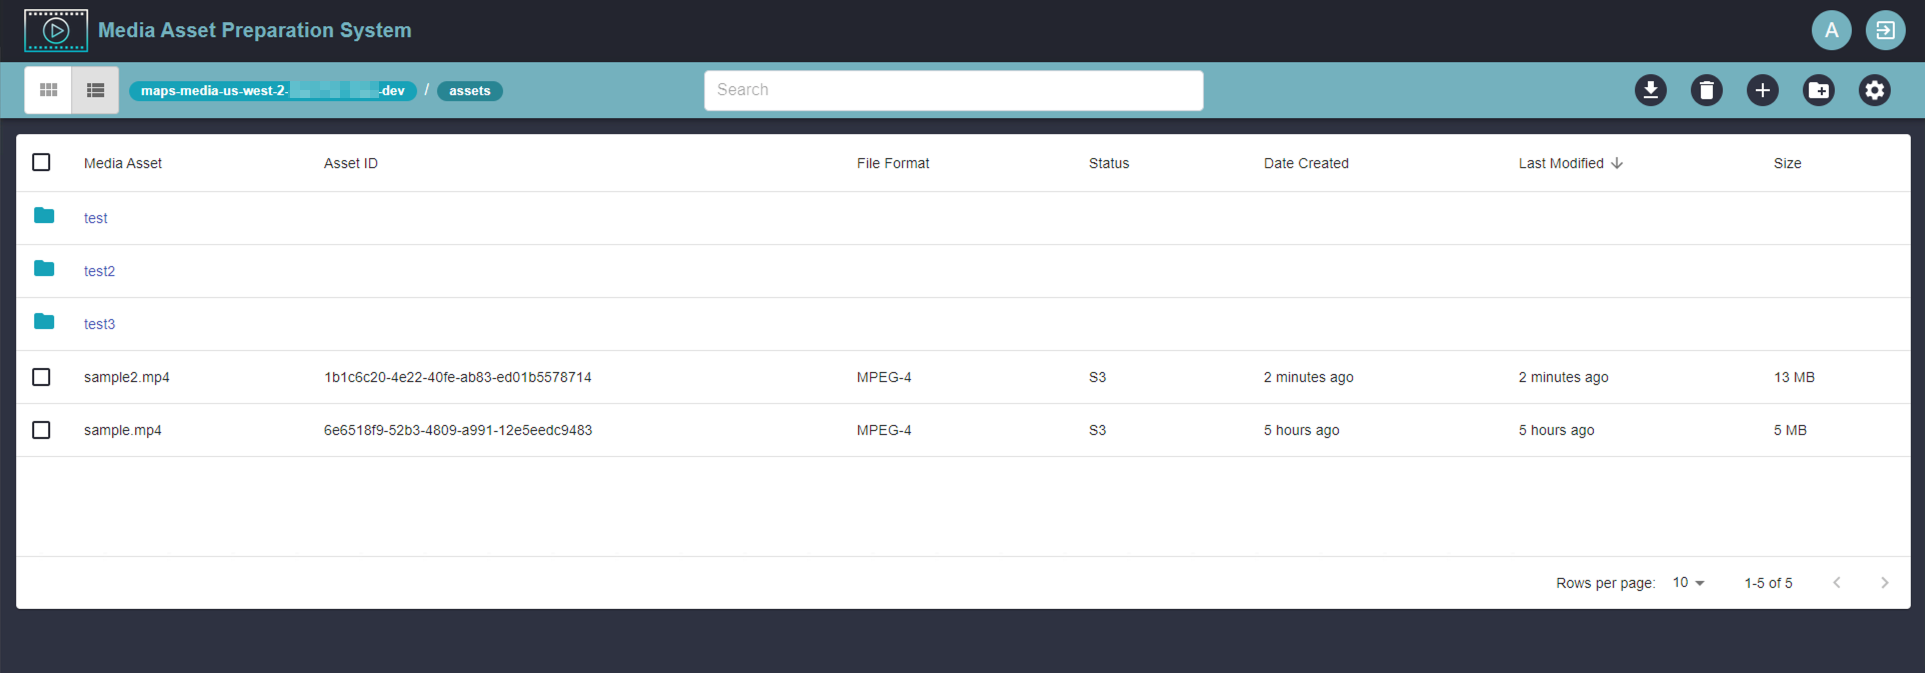 Media Asset Preparation System
A
maps-media-us-west-2- -dev / assets
Search
Media Asset Asset ID File Format Status Date Created Last Modified Size
test
test2
test3
sample2.mp4 1b1c6c20-4e22-40fe-ab83-ed01b5578714 MPEG-4 S3 2 minutes ago 2 minutes ago 13 MB
sample.mp4 6e6518f9-52b3-4809-a991-12e5eedc9483 MPEG-4 S3 5 hours ago 5 hours ago 5 MB
Rows per page: 10 1-5 of 5